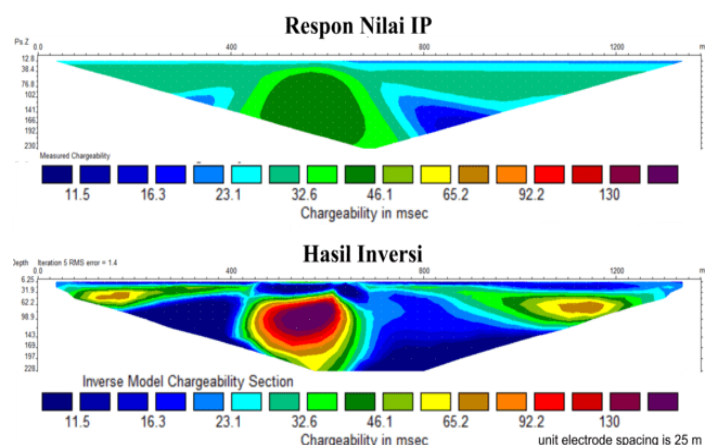 Respon Nilai IP
Ps.Z 0.0 400 800 1200 m
12.8
38.4
76.8
102
141
166
192
230
Measured Chargeability
11.5 16.3 23.1 32.6 46.1 65.2 92.2 130
Chargeability in msec
Hasil Inversi
Depth Iteration 5 RMS error = 1.4
0.0 400 800 1200 m
6.25
31.9
62.2
98.9
143
169
197
228
Inverse Model Chargeability Section
11.5 16.3 23.1 32.6 46.1 65.2 92.2 130
Chargeability in msec
unit electrode spacing is 25 m